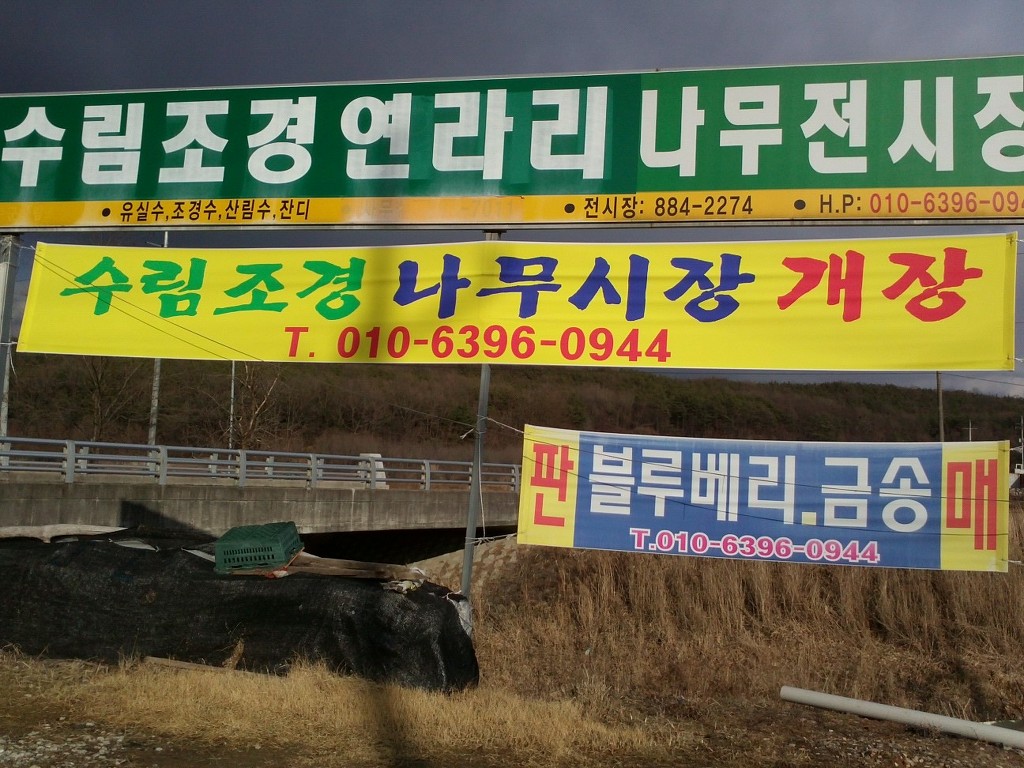 수림조경연라리나무전시장
• 유실수,조경수,산림수,잔디 • 전시장: 884-2274 • H.P: 010-6396-094
수림조경 나무시장 개장
T. 010-6396-0944
판 블루베리.금송 매
T.010-6396-0944